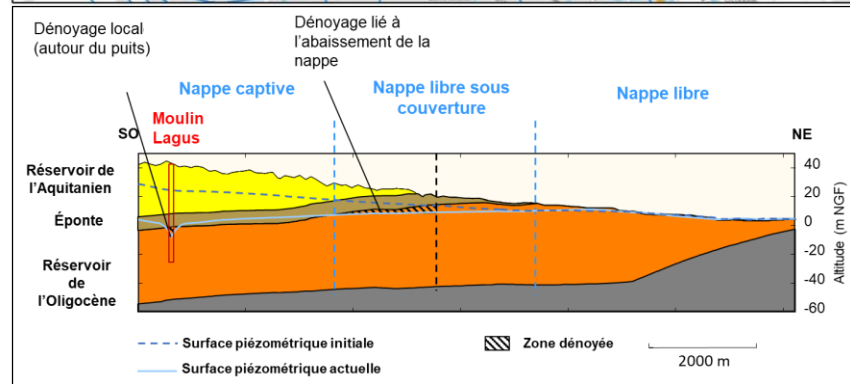 Dénoyage local
(autour du puits)
Dénoyage lié à
l'abaissement de la
nappe
Nappe captive
Nappe libre sous
couverture
Nappe libre
Moulin
Lagus
SO
NE
Réservoir de
l'Aquitanien
Éponte
Réservoir
de
l'Oligocène
40
20
0
-20
-40
-60
Altitude (m NGF)
Surface piézométrique initiale
Zone dénoyée
Surface piézométrique actuelle
2000 m